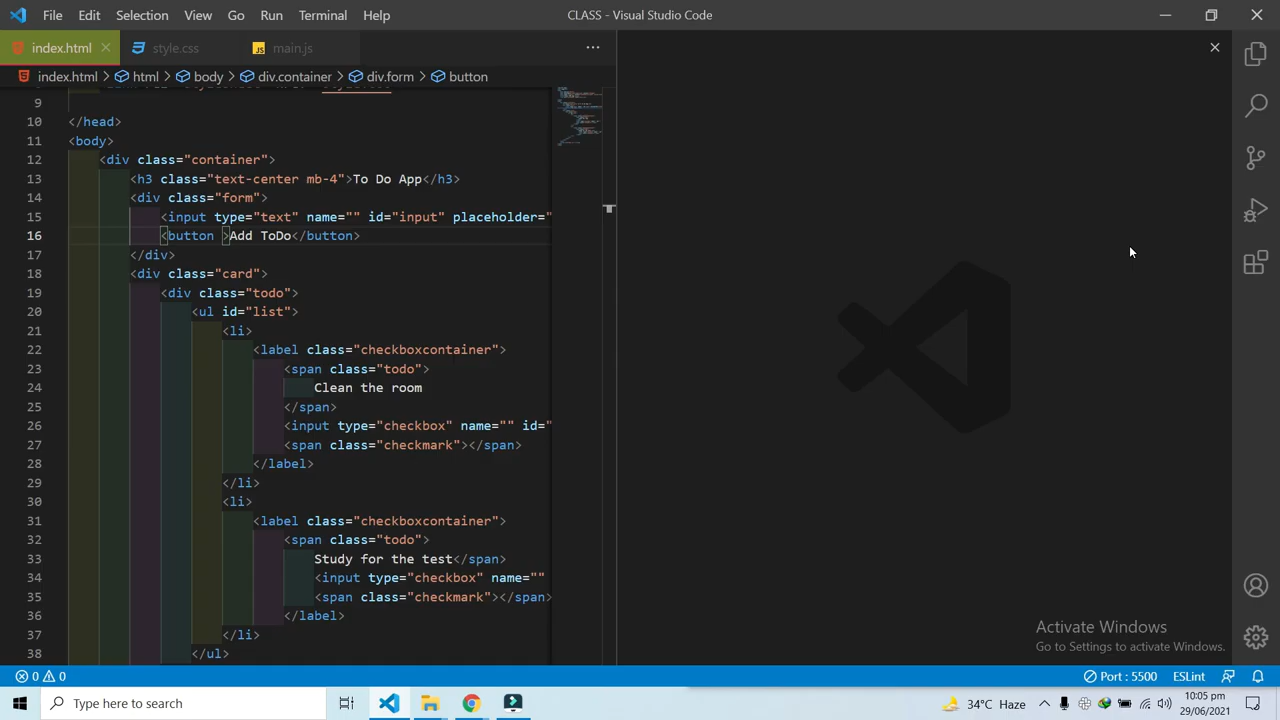 File Edit Selection View Go Run Terminal Help
CLASS - Visual Studio Code
index.html style.css JS main.js ...
index.html > html > body > div.container > div.form > button
9
10 </head>
11 <body>
12 <div class="container">
13 <h3 class="text-center mb-4">To Do App</h3>
14 <div class="form">
15 <input type="text" name="" id="input" placeholder="
16 <button >Add ToDo</button>
17 </div>
18 <div class="card">
19 <div class="todo">
20 <ul id="list">
21 <li>
22 <label class="checkboxcontainer">
23 <span class="todo">
24 Clean the room
25 </span>
26 <input type="checkbox" name="" id="
27 <span class="checkmark"></span>
28 </label>
29 </li>
30 <li>
31 <label class="checkboxcontainer">
32 <span class="todo">
33 Study for the test</span>
34 <input type="checkbox" name=""
35 <span class="checkmark"></span>
36 </label>
37 </li>
38 </ul>
Activate Windows
Go to Settings to activate Windows.
0 0 Port : 5500 ESLint
Type here to search
34°C Haze
10:05 pm
29/06/2021